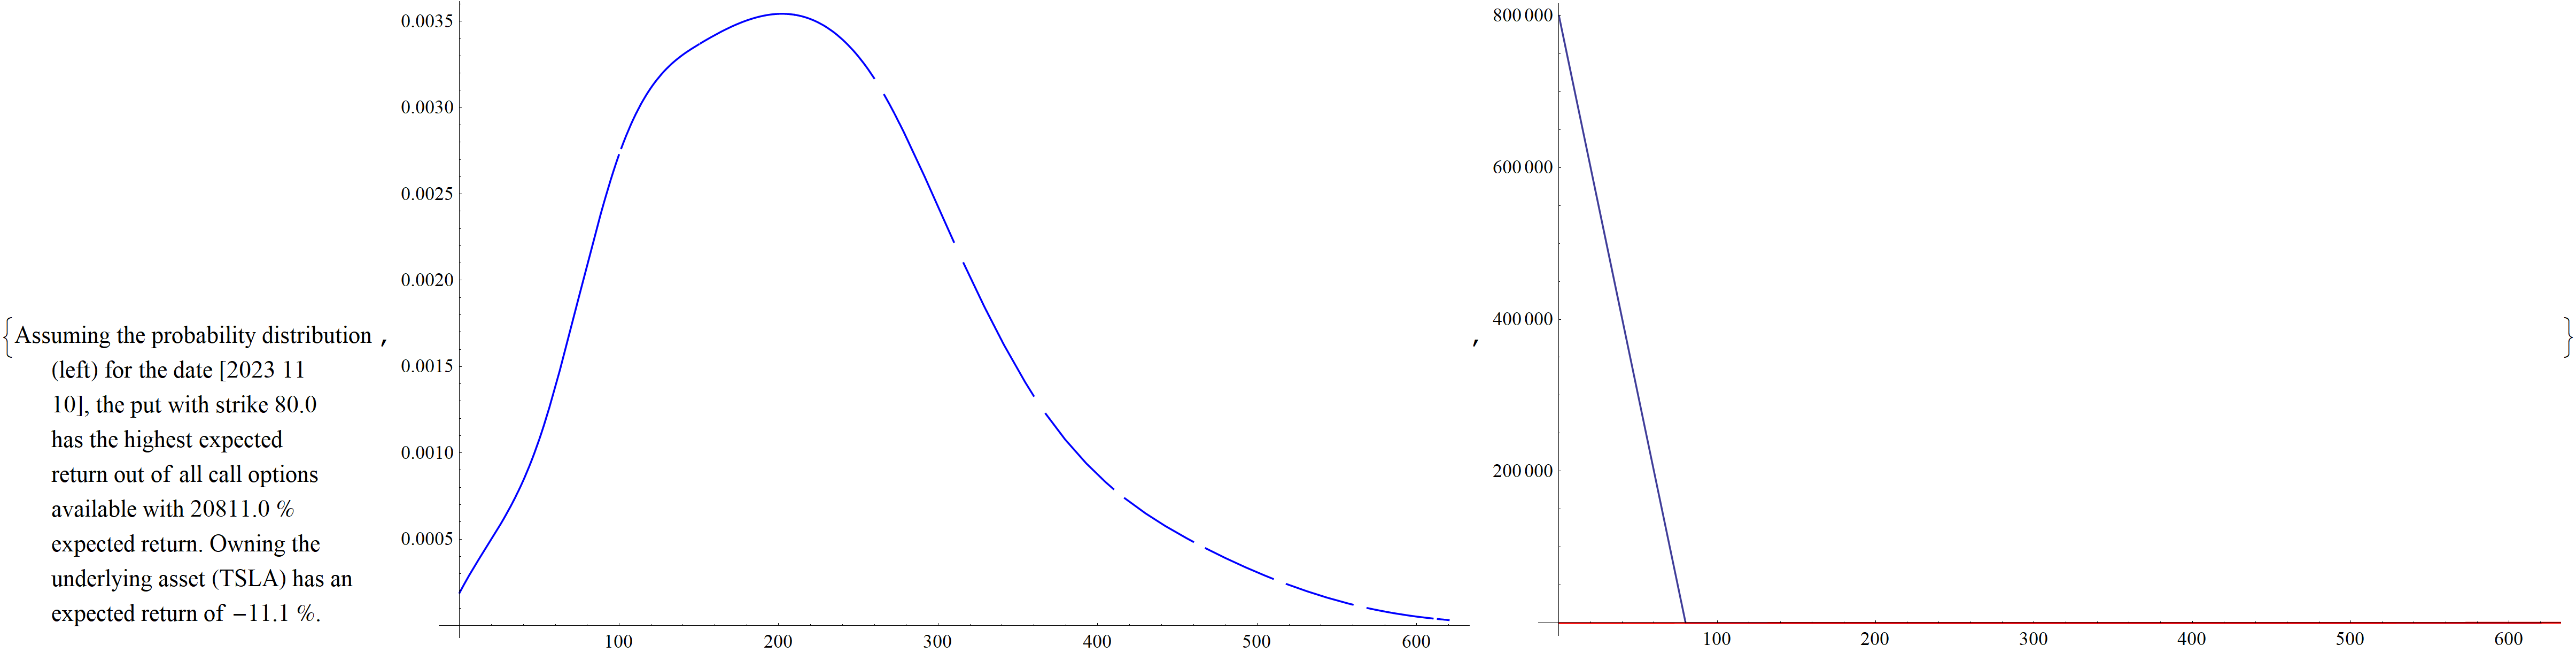 {Assuming the probability distribution ,
(left) for the date [2023 11
10], the put with strike 80.0
has the highest expected
return out of all call options
available with 20811.0 %
expected return. Owning the
underlying asset (TSLA) has an
expected return of −11.1 %.
0.0035
0.0030
0.0025
0.0020
0.0015
0.0010
0.0005
100 200 300 400 500 600
,
800 000
600 000
400 000
200 000
100 200 300 400 500 600
}